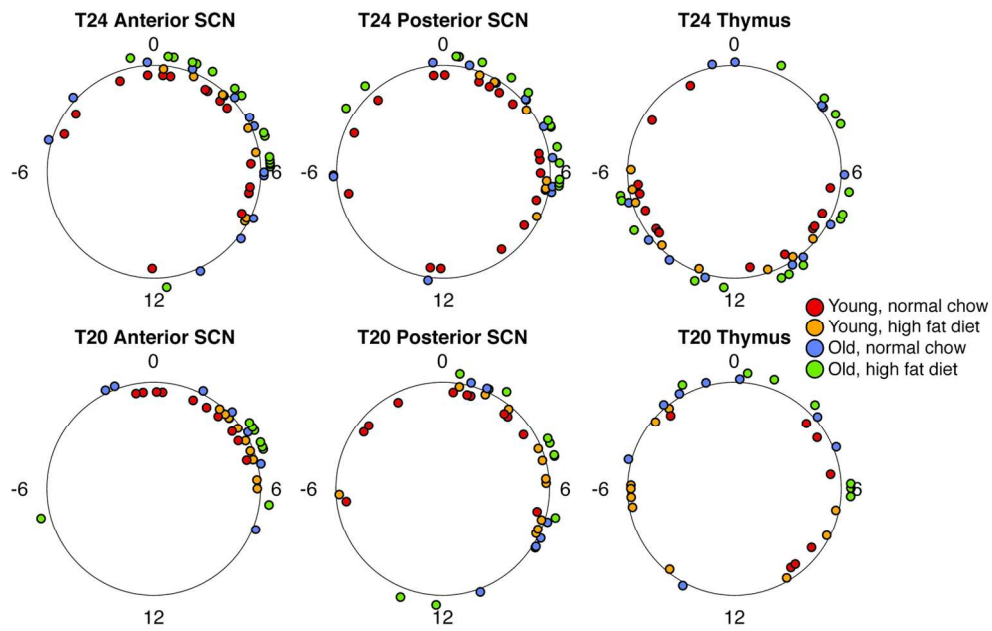 T24 Anterior SCN
T24 Posterior SCN
T24 Thymus
0
0
0
-6
6
-6
6
-6
6
12
12
12
Young, normal chow
Young, high fat diet
Old, normal chow
Old, high fat diet
T20 Anterior SCN
T20 Posterior SCN
T20 Thymus
0
0
0
-6
6
-6
6
-6
6
12
12
12